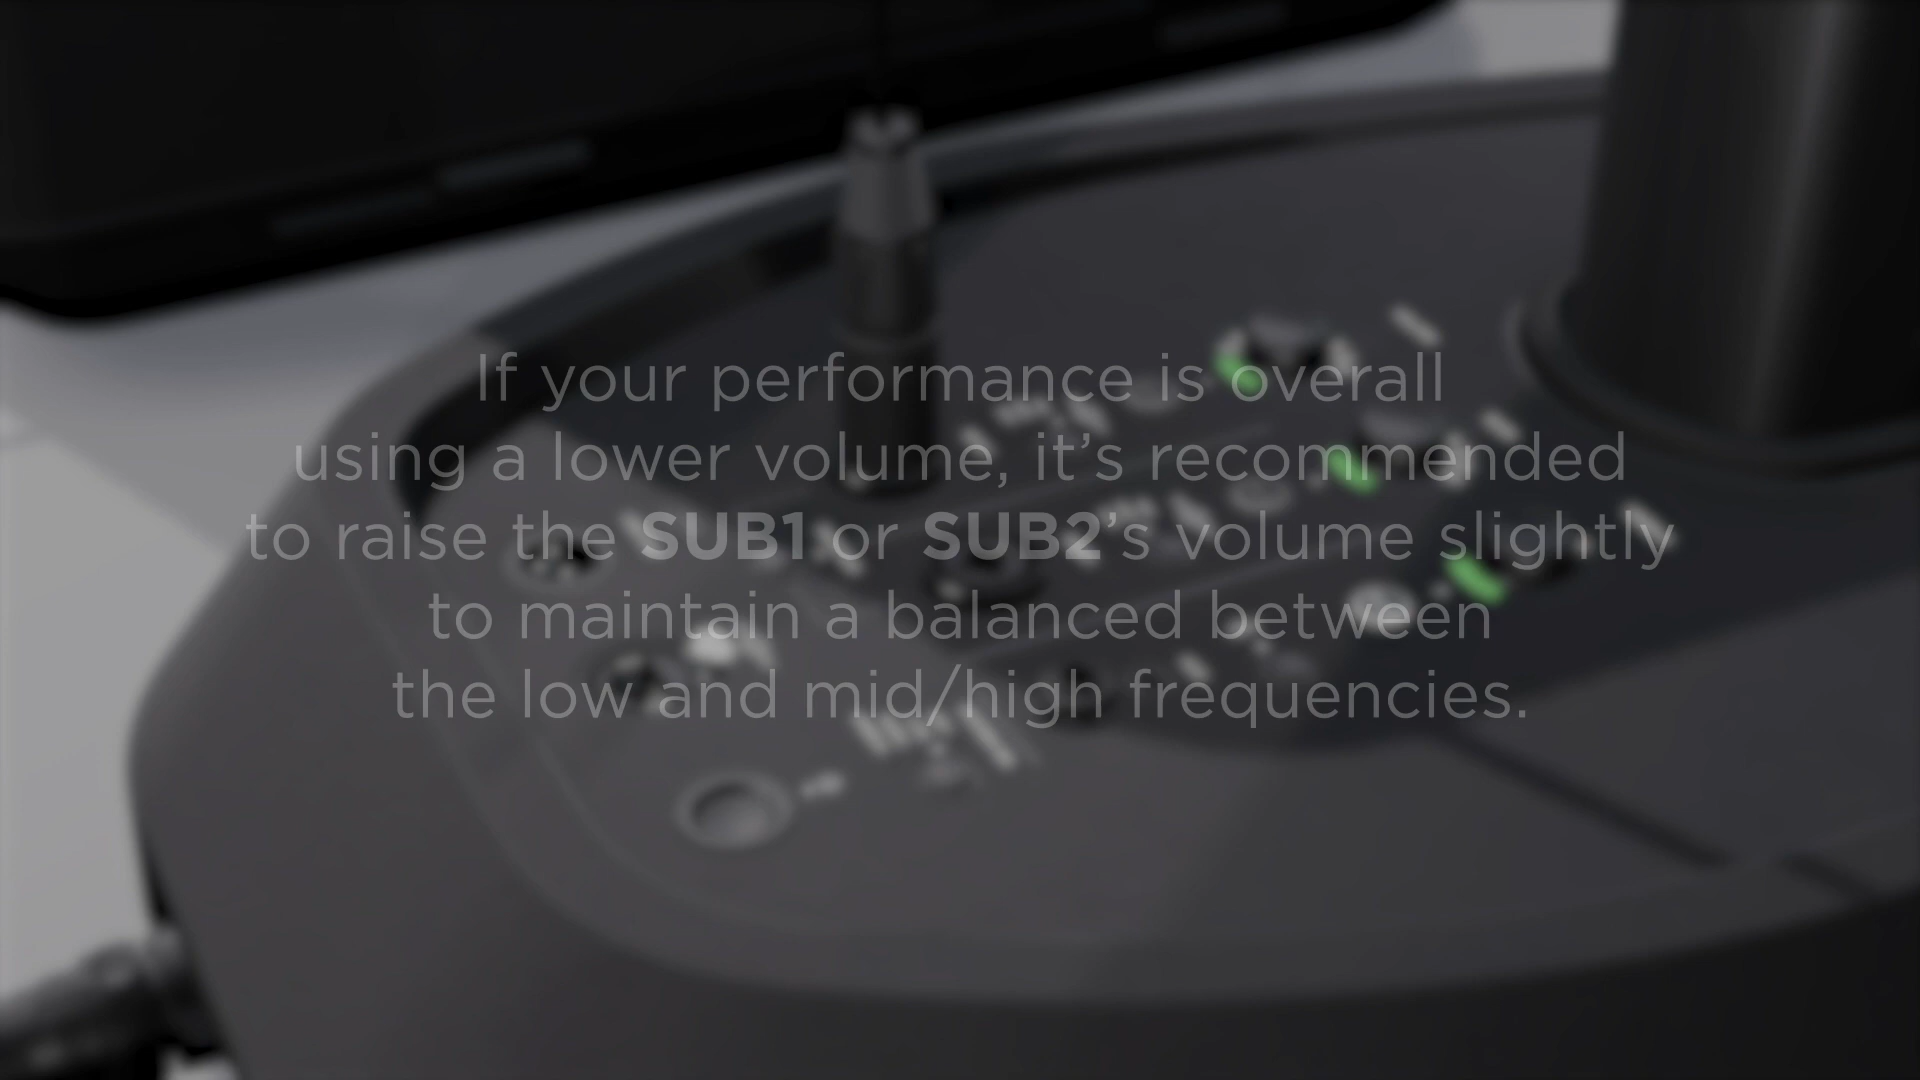 If your performance is overall
using a lower volume, it’s recommended
to raise the SUB1 or SUB2’s volume slightly
to maintain a balanced between
the low and mid/high frequencies.